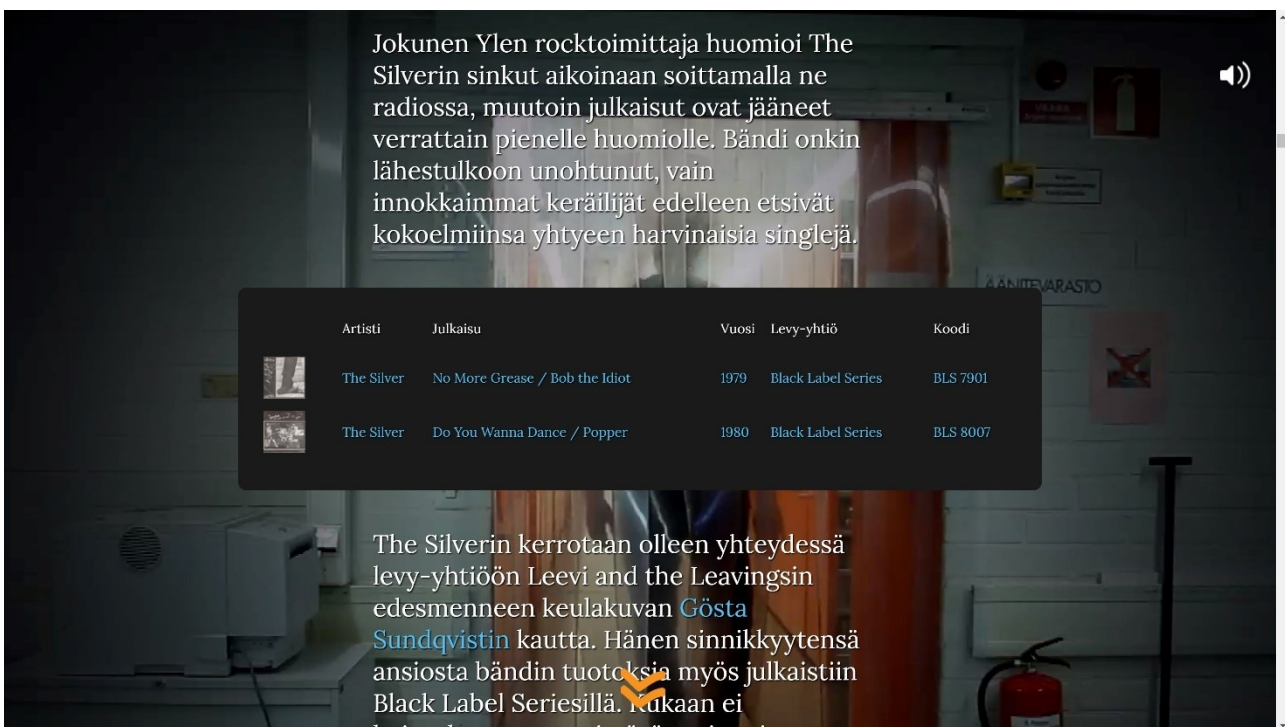 Jokunen Ylen rocktoimittaja huomioi The
Silverin sinkut aikoinaan soittamalla ne
radiossa, muutoin julkaisut ovat jääneet
verrattain pienelle huomiolle. Bändi onkin
lähestulkoon unohtunut, vain
innokkaimmat keräilijät edelleen etsivät
kokoelmiinsa yhtyeen harvinaisia singlejä.
ÄÄNITEVARASTO
Artisti Julkaisu Vuosi Levy-yhtiö Koodi
The Silver No More Grease / Bob the Idiot 1979 Black Label Series BLS 7901
The Silver Do You Wanna Dance / Popper 1980 Black Label Series BLS 8007
The Silverin kerrotaan olleen yhteydessä
levy-yhtiöön Leevi and the Leavingsin
edesmenneen keulakuvan Gösta
Sundqvistin kautta. Hänen sinnikkyytensä
ansiosta bändin tuotoksia myös julkaistiin
Black Label Seriesillä. Kukaan ei